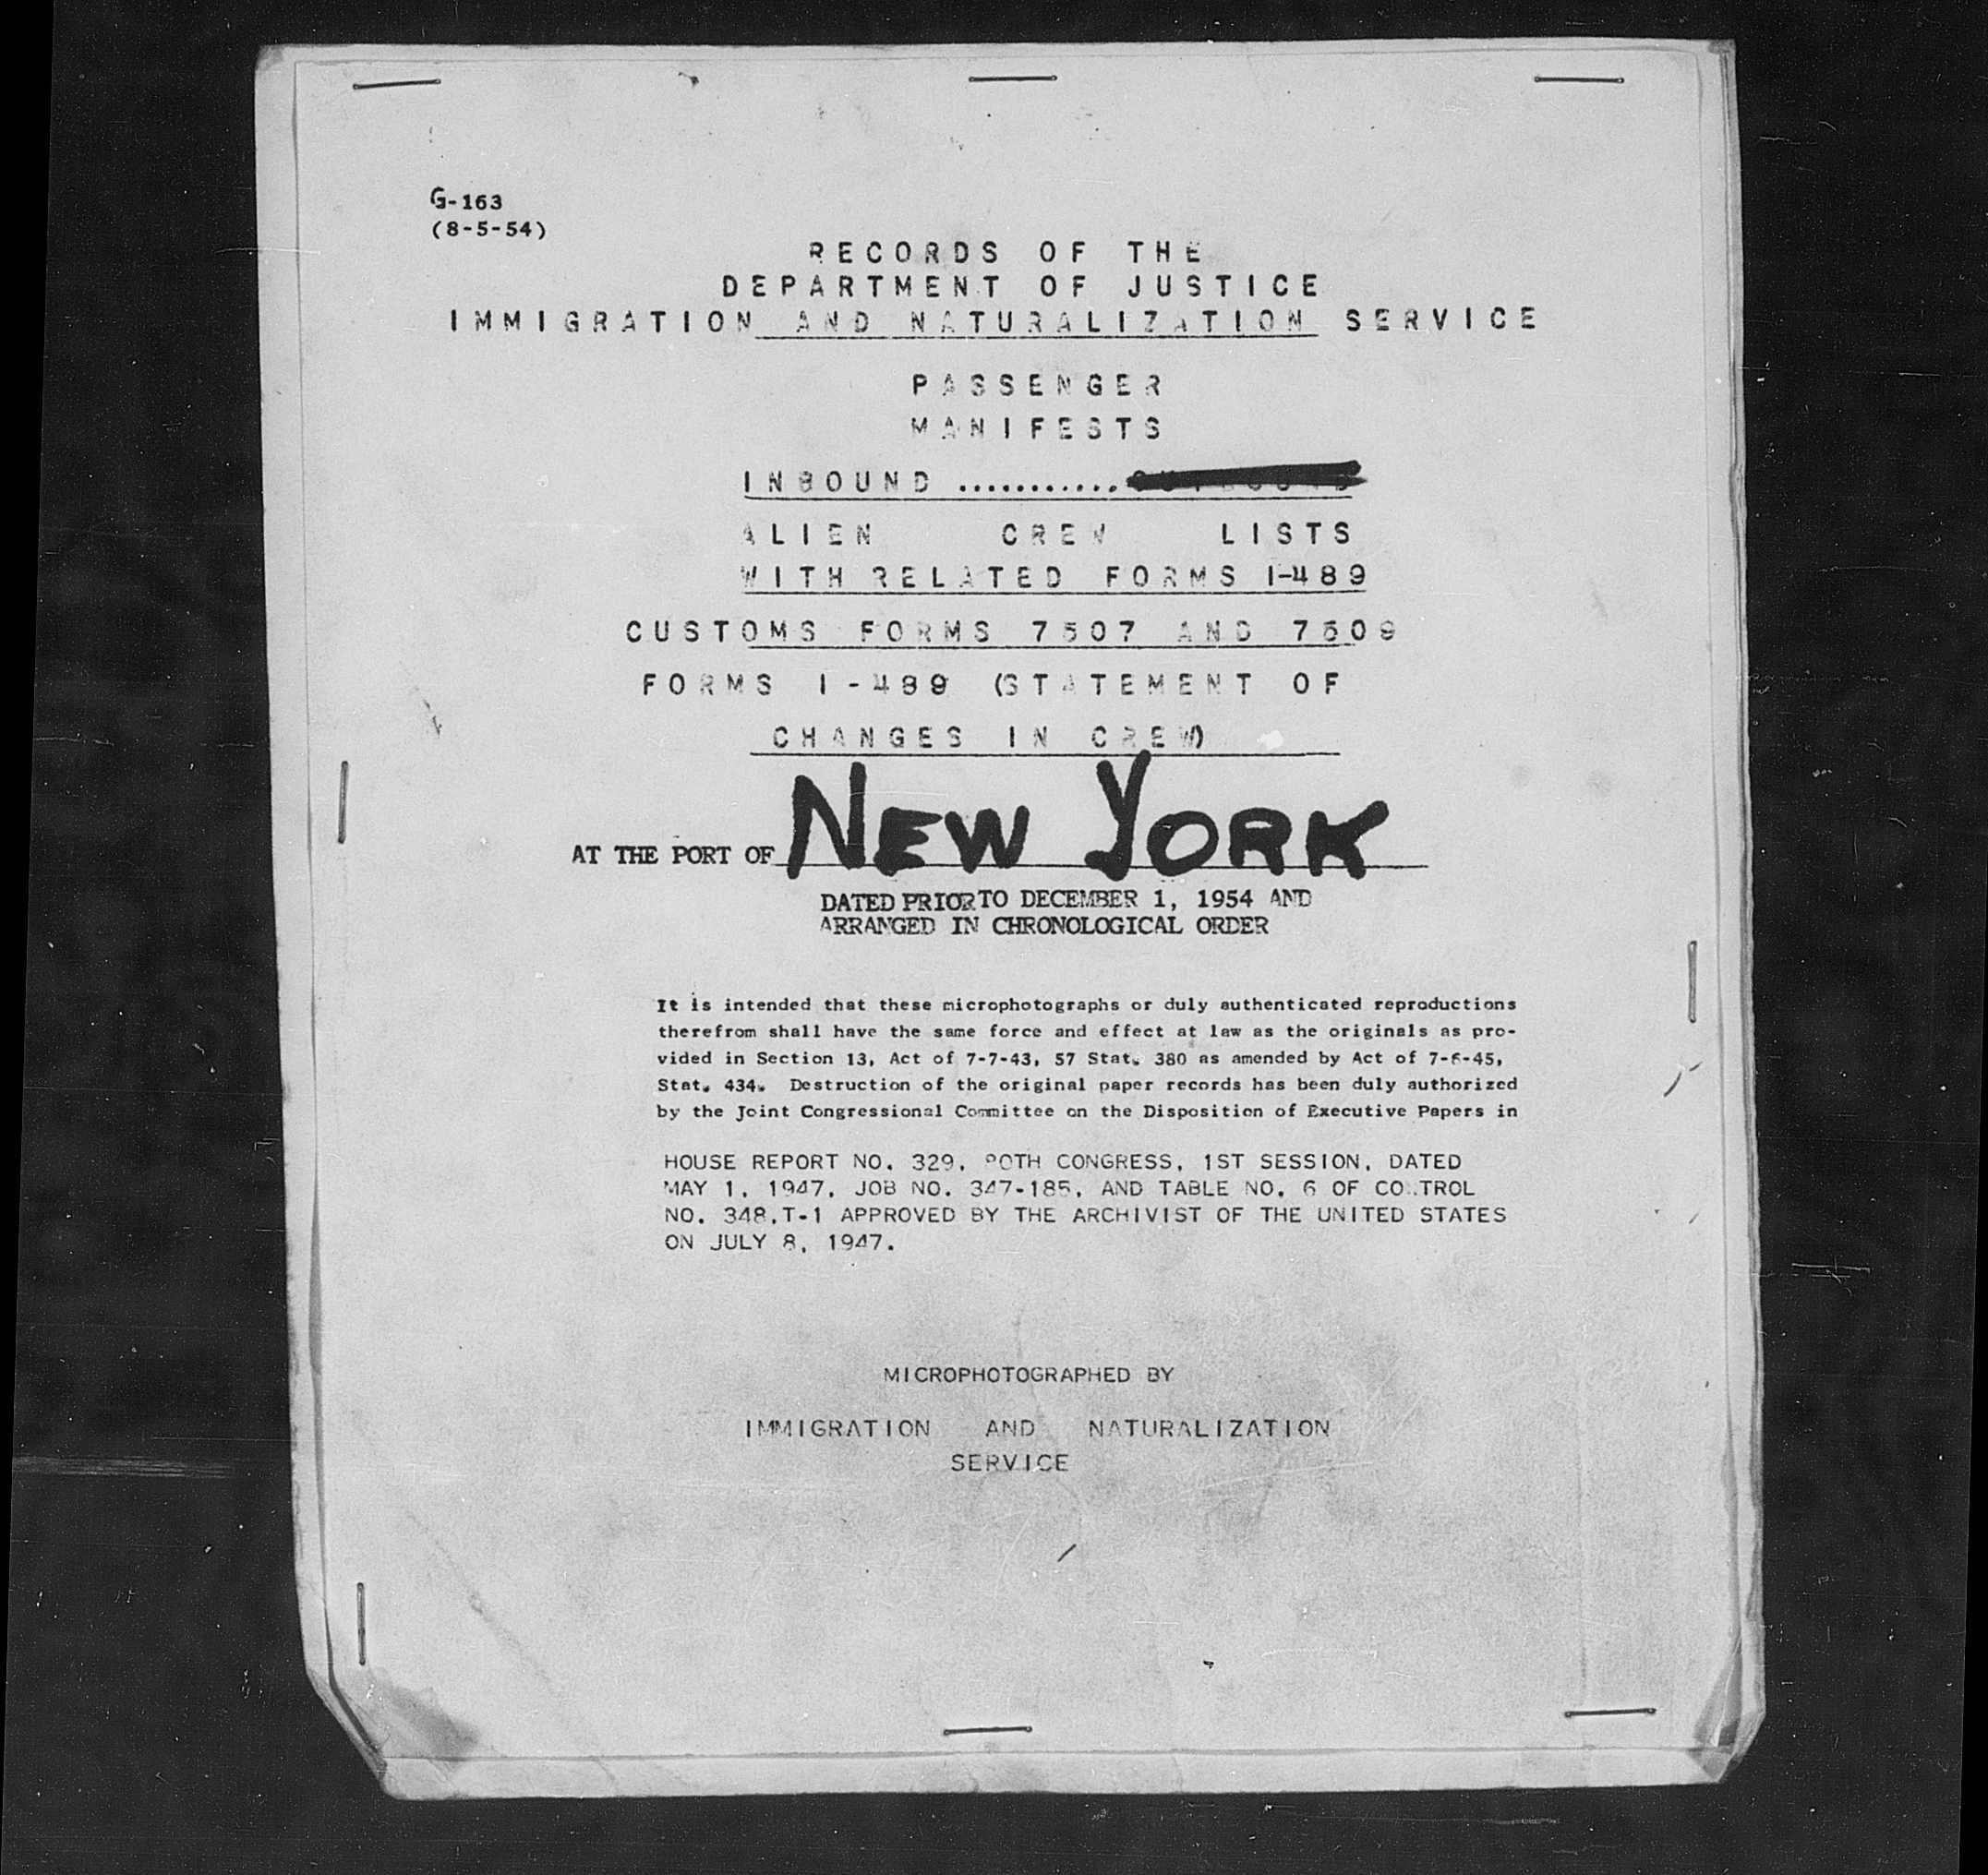 G-163
(8-5-54)
RECORDS OF THE
DEPARTMENT OF JUSTICE
IMMIGRATION AND NATURALIZATION SERVICE
PASSENGER
MANIFESTS
INBOUND ........... OUTBOUND
ALIEN CREW LISTS
WITH RELATED FORMS I-489
CUSTOMS FORMS 7507 AND 7509
FORMS I-489 (STATEMENT OF
CHANGES IN CREW)
AT THE PORT OF NEW YORK
DATED PRIOR TO DECEMBER 1, 1954 AND
ARRANGED IN CHRONOLOGICAL ORDER
It is intended that these microphotographs or duly authenticated reproductions
therefrom shall have the same force and effect at law as the originals as pro-
vided in Section 13, Act of 7-7-43, 57 Stat. 380 as amended by Act of 7-6-45,
Stat. 434. Destruction of the original paper records has been duly authorized
by the Joint Congressional Committee on the Disposition of Executive Papers in
HOUSE REPORT NO. 329, 80TH CONGRESS, 1ST SESSION, DATED
MAY 1, 1947, JOB NO. 347-185, AND TABLE NO. 6 OF CONTROL
NO. 348,T-1 APPROVED BY THE ARCHIVIST OF THE UNITED STATES
ON JULY 8, 1947.
MICROPHOTOGRAPHED BY
IMMIGRATION AND NATURALIZATION
SERVICE